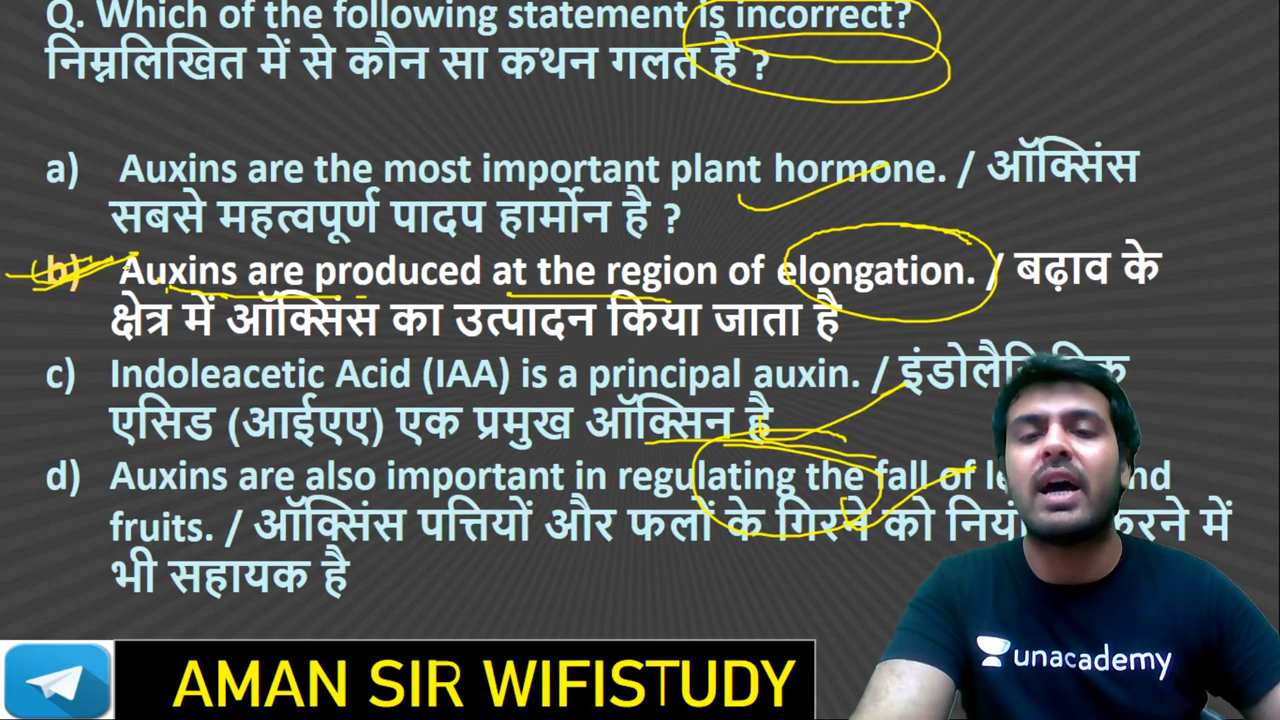 Q. Which of the following statement is incorrect?
निम्नलिखित में से कौन सा कथन गलत है ?
a) Auxins are the most important plant hormone. / ऑक्सिंस
सबसे महत्वपूर्ण पादप हार्मोन है ?
b) Auxins are produced at the region of elongation. / बढ़ाव के
क्षेत्र में ऑक्सिंस का उत्पादन किया जाता है
c) Indoleacetic Acid (IAA) is a principal auxin. /
एसिड (आईएए) एक प्रमुख ऑक्सिन है
d) Auxins are also important in regulating the fall of
fruits. / ऑक्सिंस पत्तियों और फलों के गिरने को में
भी सहायक है
unacademy
AMAN SIR WIFISTUDY